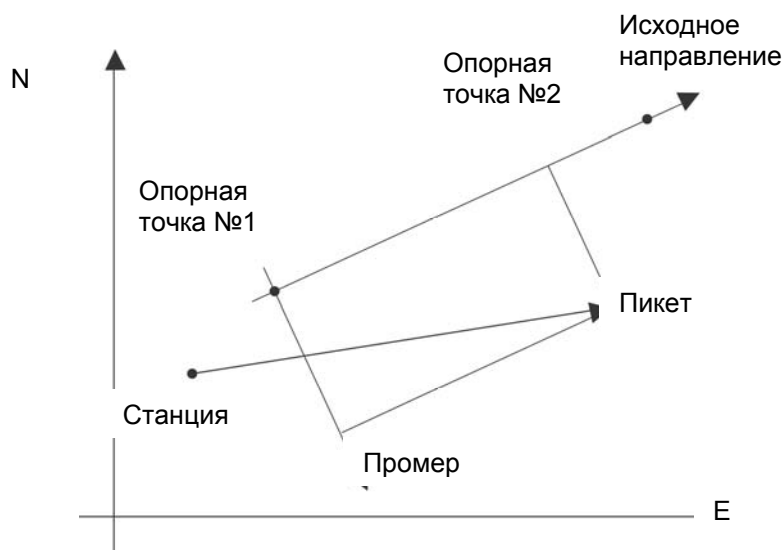 Исходное
направление
Опорная
точка №2
N
Опорная
точка №1
Пикет
Станция
Промер
E